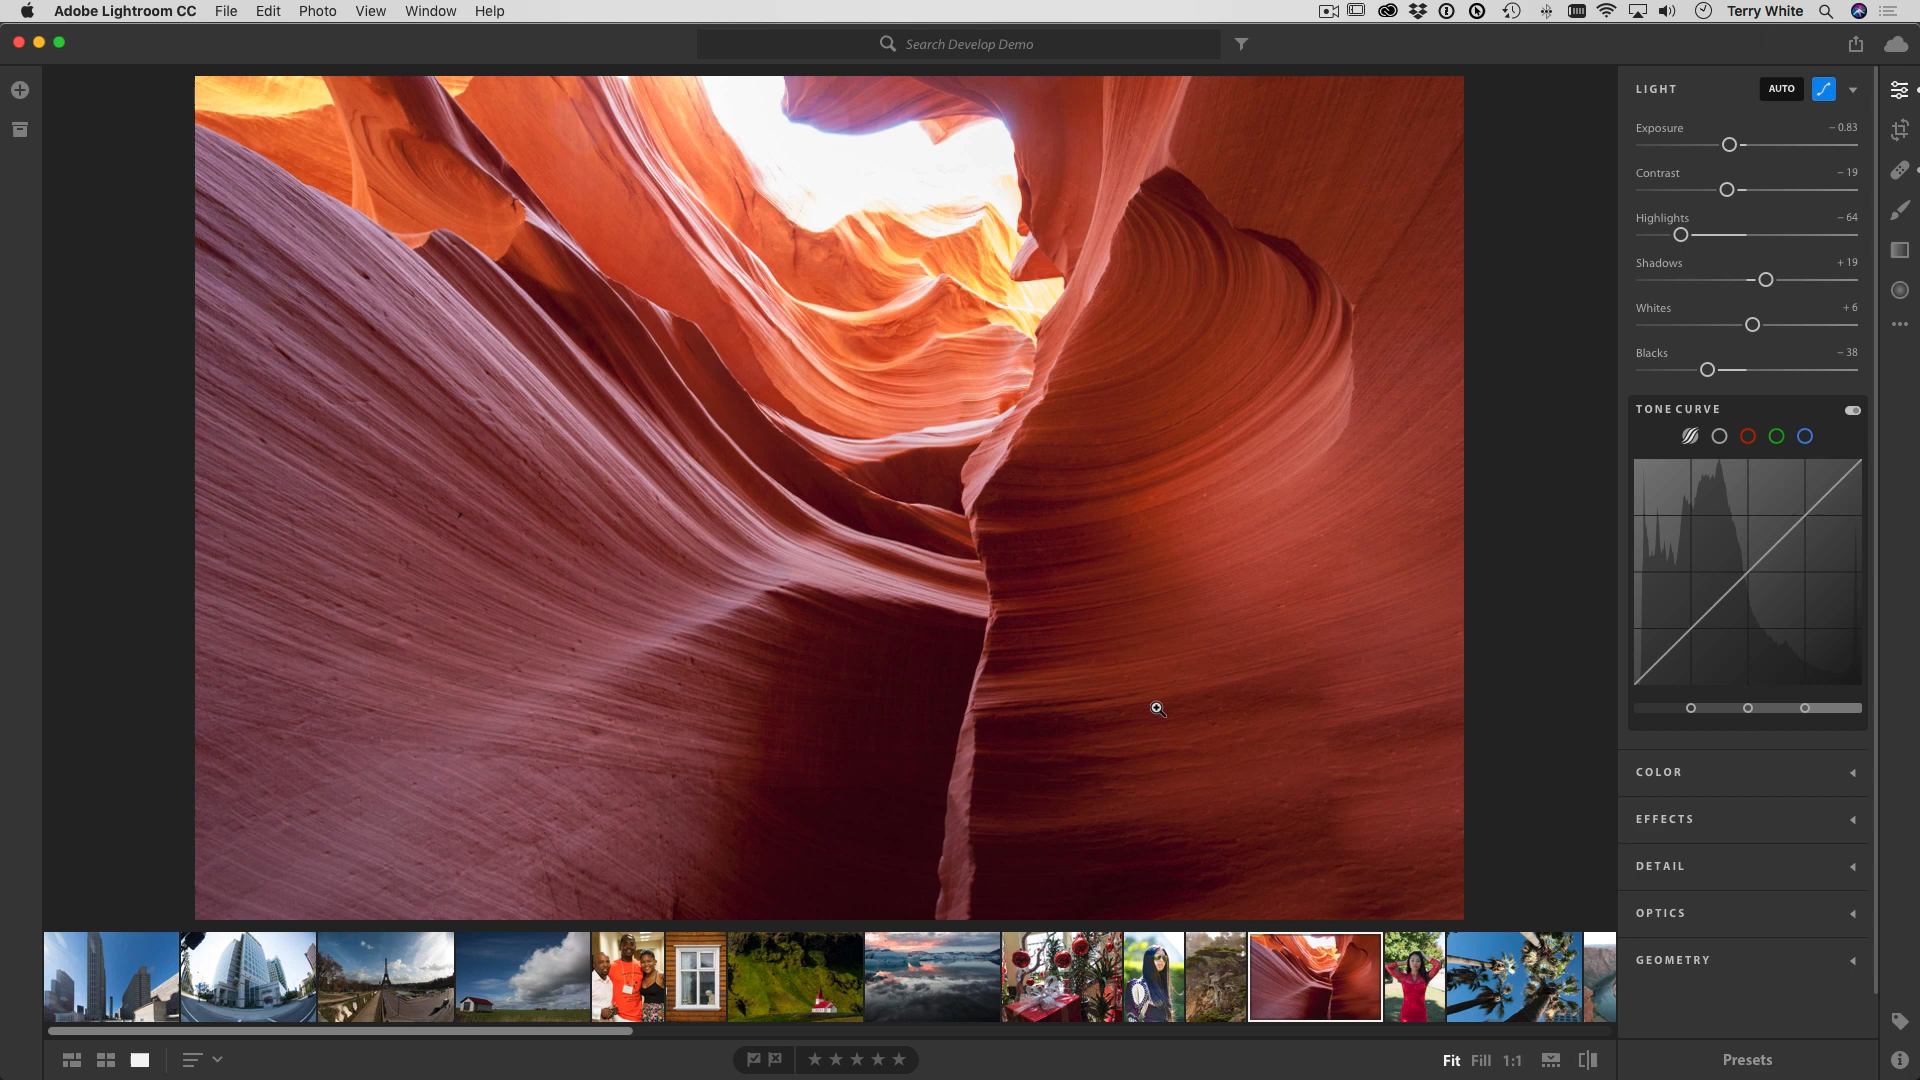 Adobe Lightroom CC File Edit Photo View Window Help Terry White
Search Develop Demo
LIGHT AUTO
Exposure – 0.83
Contrast – 19
Highlights – 64
Shadows + 19
Whites + 6
Blacks – 38
TONE CURVE
COLOR
EFFECTS
DETAIL
OPTICS
GEOMETRY
Fit Fill 1:1 Presets